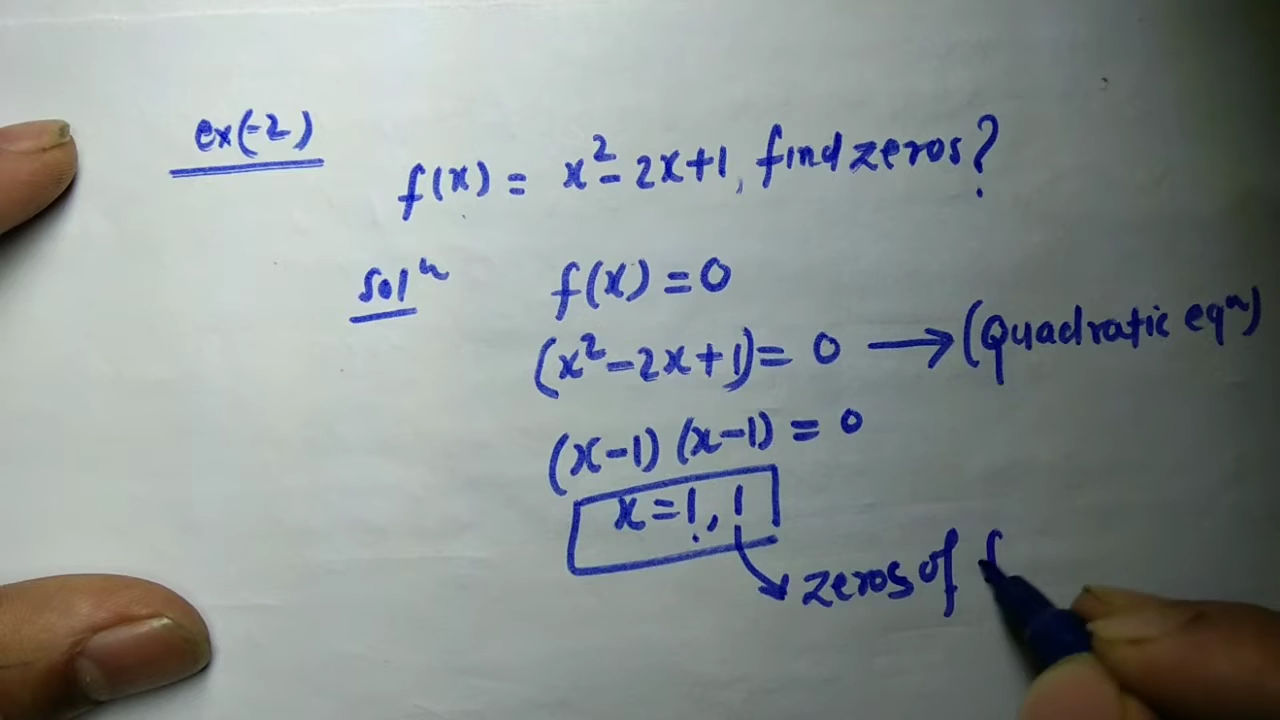 ex(-2)
f(x) = x² - 2x+1, find zeros?
Solⁿ f(x) = 0
(x²-2x+1) = 0 → (Quadratic eqⁿ)
(x-1) (x-1) = 0
x=1, 1
zeros of f